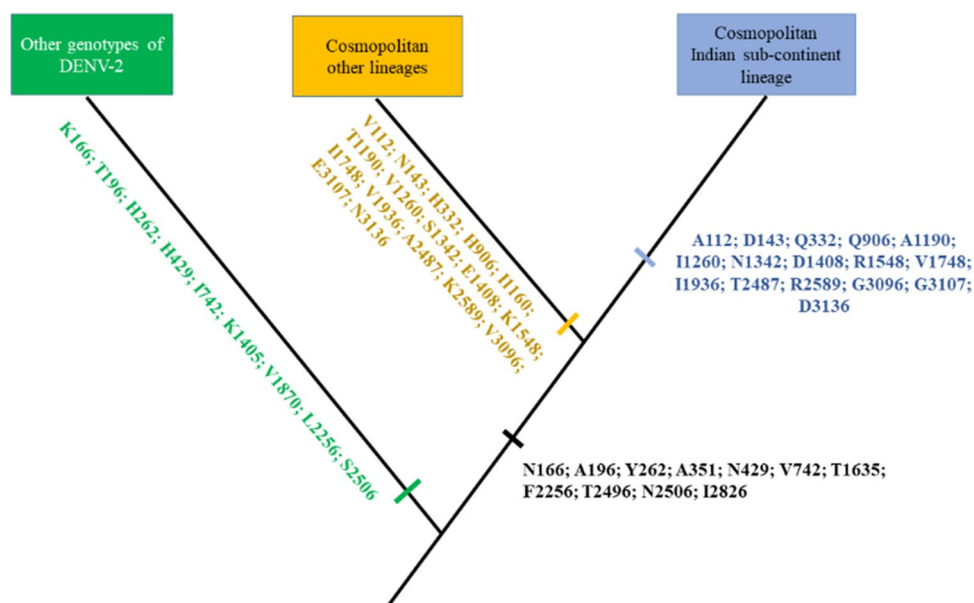 Other genotypes of
DENV-2
Cosmopolitan
other lineages
Cosmopolitan
Indian sub-continent
lineage
K166; T196; H262; H429; I742; K1405; V1870; L2256; S2506
V112; N143; H332; H906; I1160;
T1190; V1260; S1342; E1408; K1548;
I1748; V1936; A2487; K2589; V3096;
E3107; N3136
A112; D143; Q332; Q906; A1190;
I1260; N1342; D1408; R1548; V1748;
I1936; T2487; R2589; G3096; G3107;
D3136
N166; A196; Y262; A351; N429; V742; T1635;
F2256; T2496; N2506; I2826